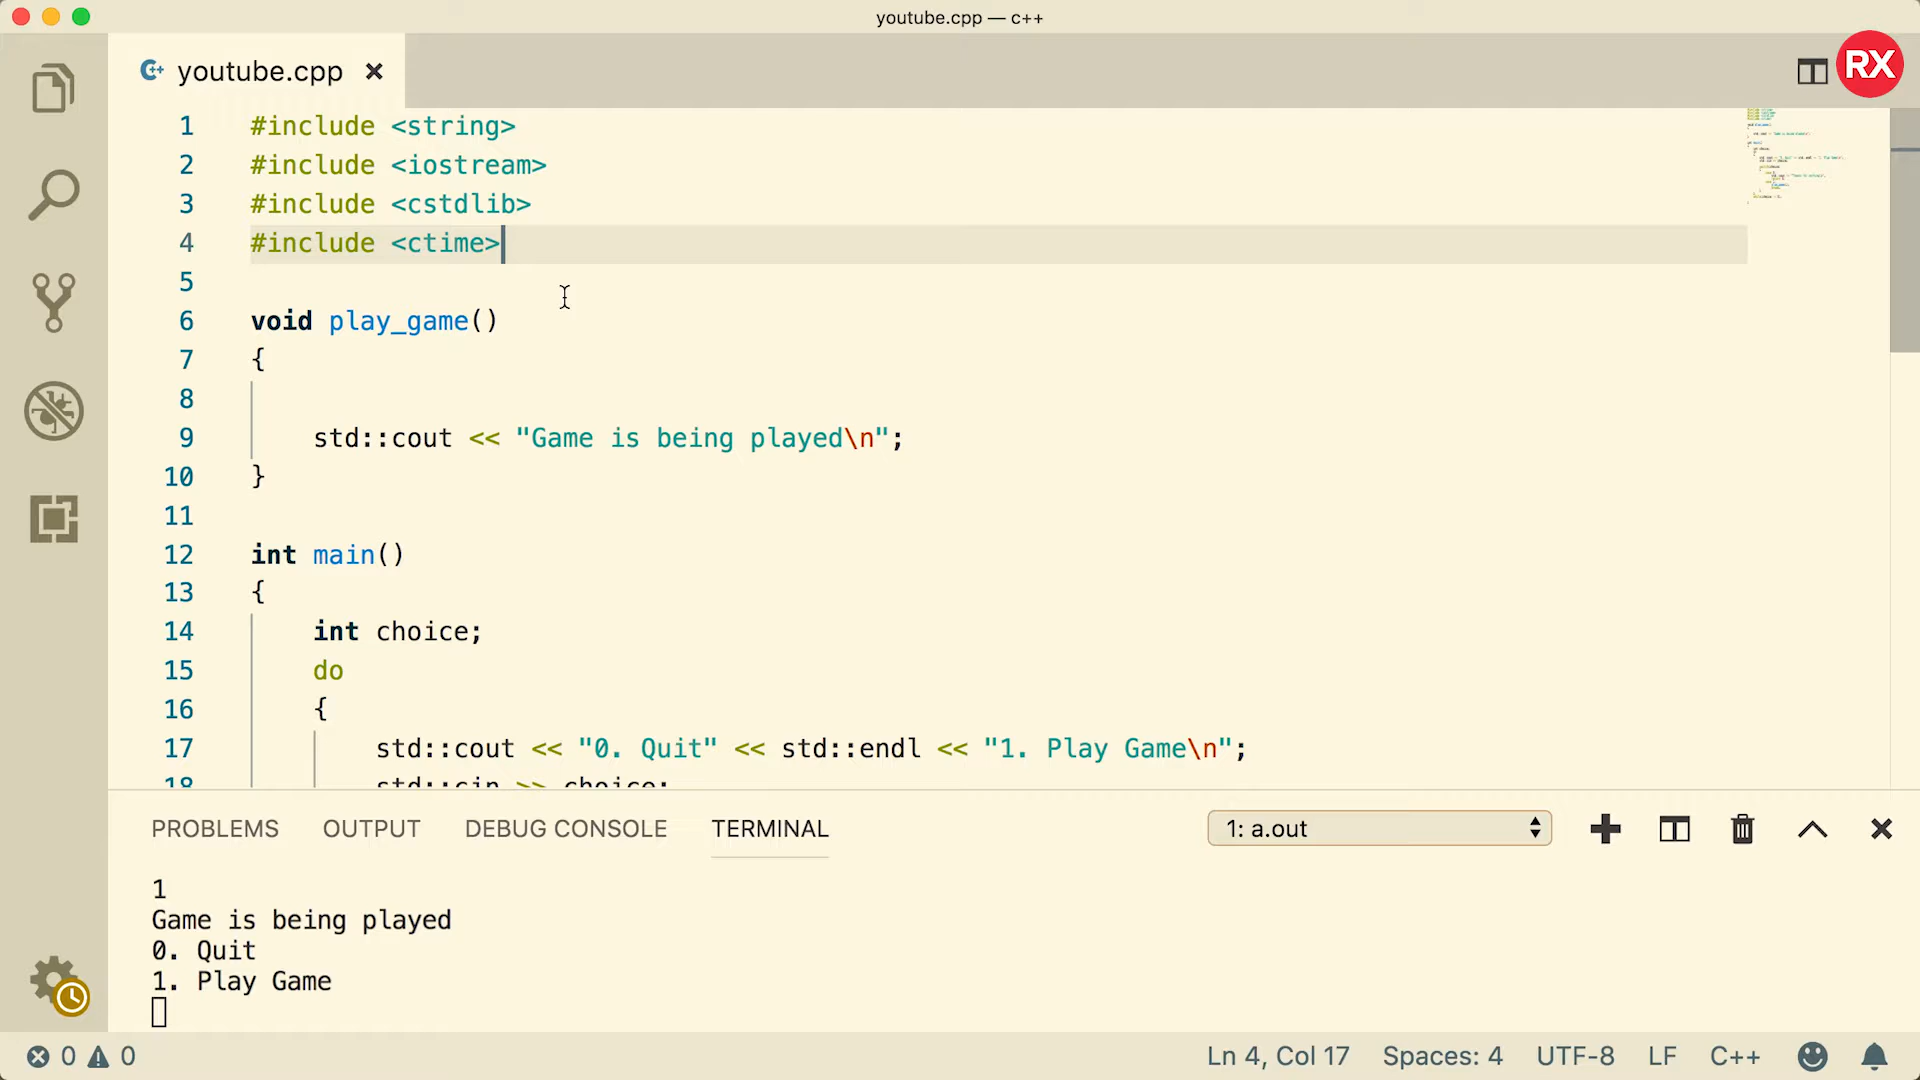 youtube.cpp — c++
youtube.cpp
RX
1 #include <string>
2 #include <iostream>
3 #include <cstdlib>
4 #include <ctime>
5
6 void play_game()
7 {
8
9 std::cout << "Game is being played\n";
10 }
11
12 int main()
13 {
14 int choice;
15 do
16 {
17 std::cout << "0. Quit" << std::endl << "1. Play Game\n";
18 std::cin >> choice;
PROBLEMS OUTPUT DEBUG CONSOLE TERMINAL 1: a.out
1
Game is being played
0. Quit
1. Play Game
0 0 Ln 4, Col 17 Spaces: 4 UTF-8 LF C++